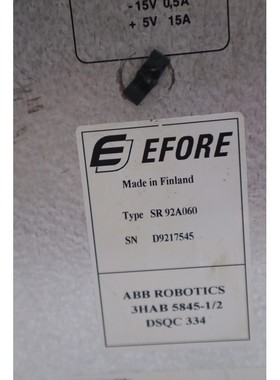 - 15V 0,5A
+ 5V 15A
EFORE
Made in Finland
Type SR 92A060
SN D9217545
ABB ROBOTICS
3HAB 5845-1/2
DSQC 334